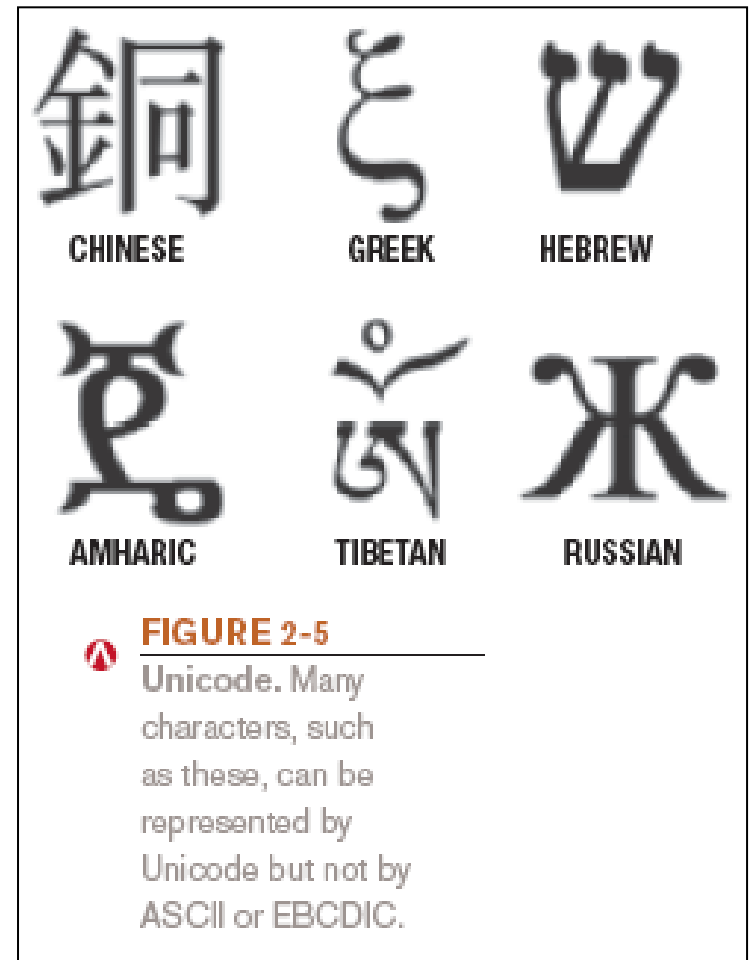 銅 ξ ש
CHINESE GREEK HEBREW
ༀ Ж
AMHARIC TIBETAN RUSSIAN
FIGURE 2-5
Unicode. Many
characters, such
as these, can be
represented by
Unicode but not by
ASCII or EBCDIC.